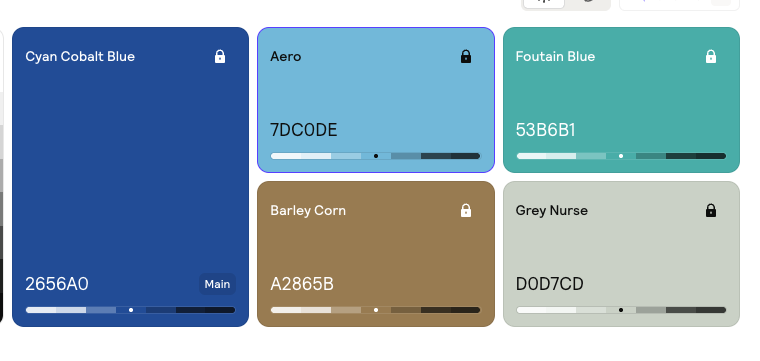 Cyan Cobalt Blue
2656A0
Main
Aero
7DC0DE
Foutain Blue
53B6B1
Barley Corn
A2865B
Grey Nurse
D0D7CD